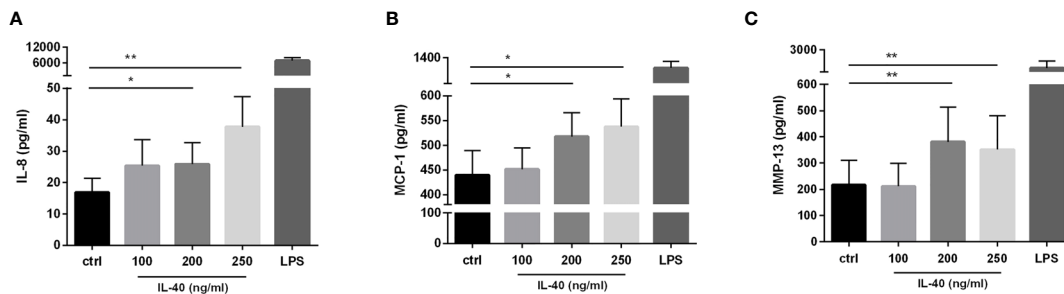 A
IL-8 (pg/ml)
12000
6000
50
40
30
20
10
0
**
*
ctrl 100 200 250 LPS
IL-40 (ng/ml)
B
MCP-1 (pg/ml)
1400
600
550
500
450
400
100
0
*
*
ctrl 100 200 250 LPS
IL-40 (ng/ml)
C
MMP-13 (pg/ml)
3000
600
500
400
300
200
100
0
**
**
ctrl 100 200 250 LPS
IL-40 (ng/ml)